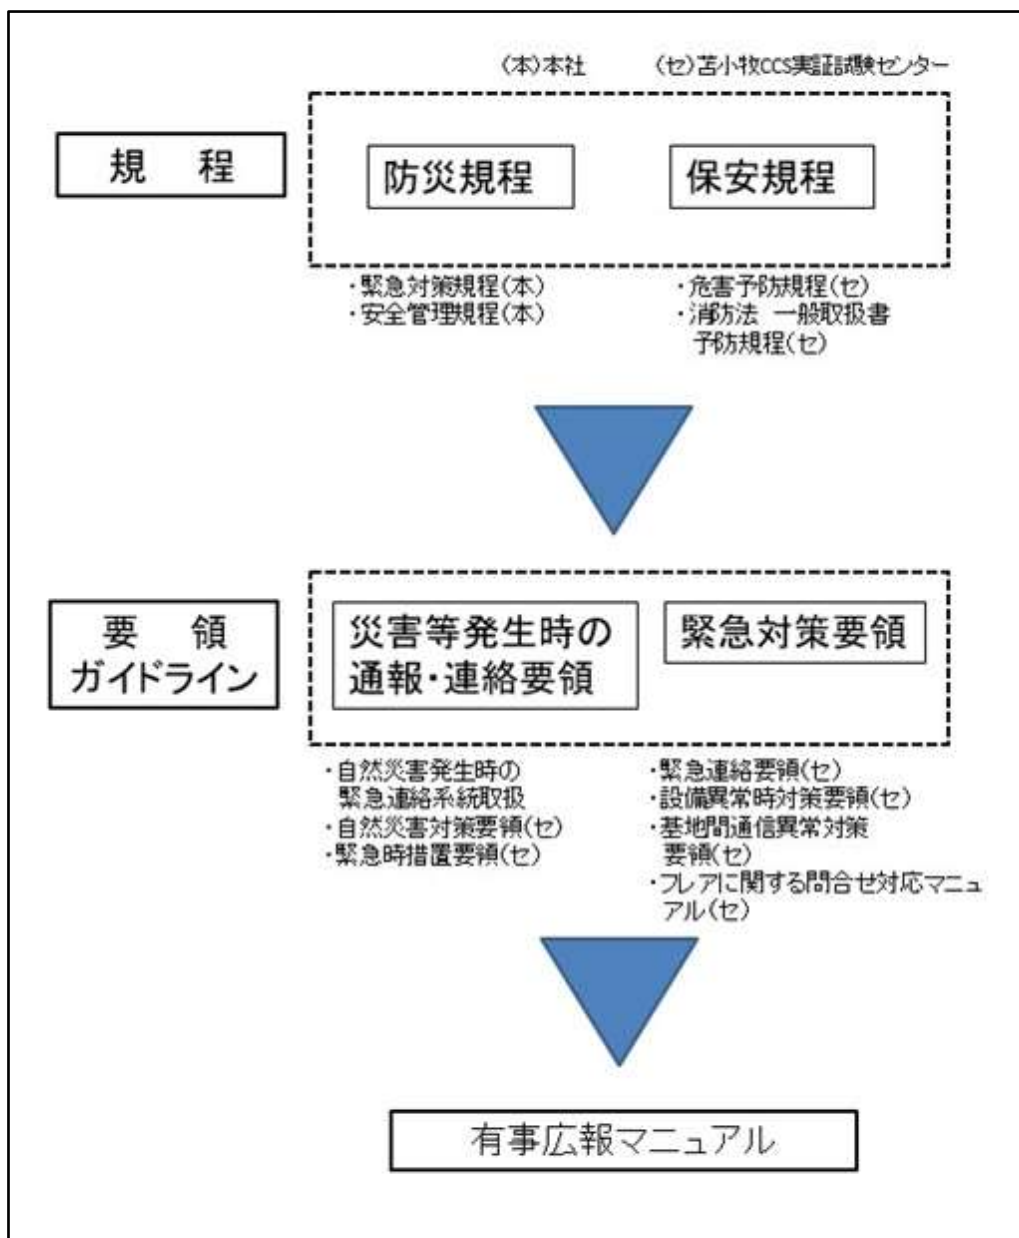 (本)本社 (セ)苫小牧CCS実証試験センター
規 程
防災規程
保安規程
・緊急対策規程(本)
・安全管理規程(本)
・危害予防規程(セ)
・消防法 一般取扱書
予防規程(セ)
要 領
ガイドライン
災害等発生時の
通報・連絡要領
緊急対策要領
・自然災害発生時の
緊急連絡系統取扱
・自然災害対策要領(セ)
・緊急時措置要領(セ)
・緊急連絡要領(セ)
・設備異常時対策要領(セ)
・基地間通信異常対策
要領(セ)
・フレアに関する問合せ対応マニュ
アル(セ)
有事広報マニュアル